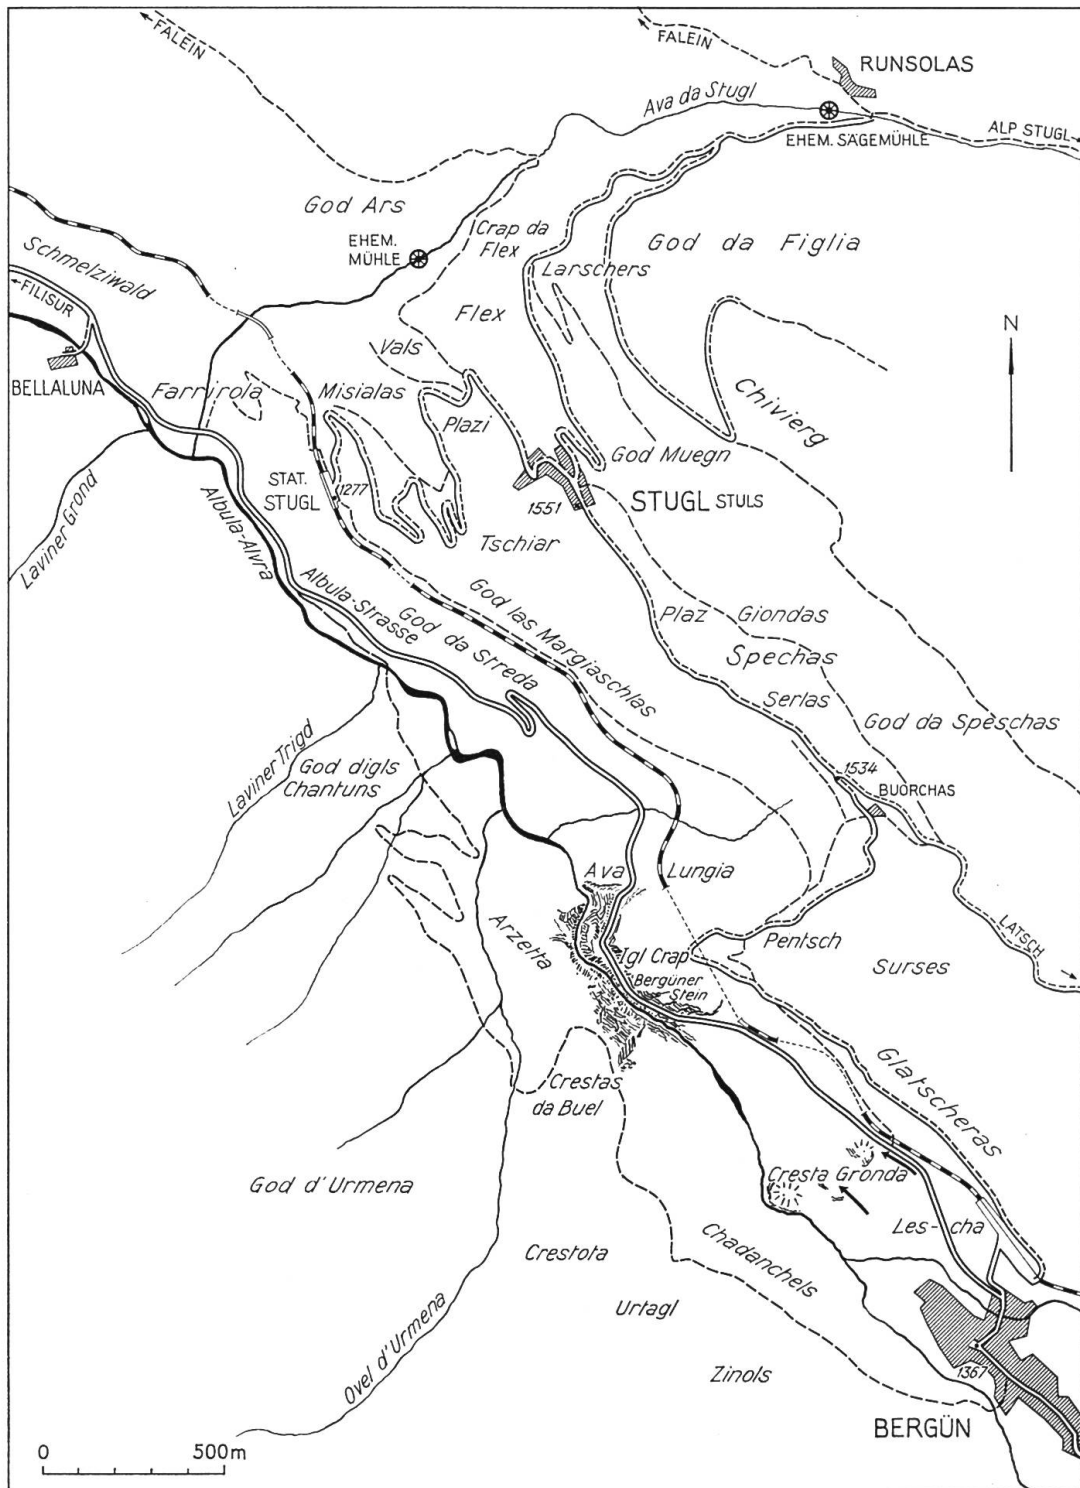 FALEIN
FALEIN
RUNSOLAS
Ava da Stugl
ALP STUGL
EHEM. SÄGEMÜHLE
God Ars
Crap da
Flex
God da Figlia
EHEM.
MÜHLE
Larschers
Schmelziwald
FILISUR
Flex
N
Vals
BELLALUNA
Farrirola
Misialas
Plazi
Chivierg
God Muegn
STAT.
STUGL
1277
1551
STUGL STULS
Laviner Grond
Albula-Alvra
Tschiar
Albula-Strasse
God da Streda
God las Margiaschlas
Plaz Giondas
Spechas
Serlas
God da Spèschas
Laviner Trigd
God digls
Chantuns
1534
BUORCHAS
Ava Lungia
Arzetta
Igl Crap
Bergüner
Stein
Pentsch
Surses
LATSCH
Glatscheras
Crestas
da Buel
God d'Urmena
Cresta Gronda
Crestota
Chadanchels
Les-cha
Urtagl
Ovel d'Urmena
Zinols
1367
BERGÜN
0 500m